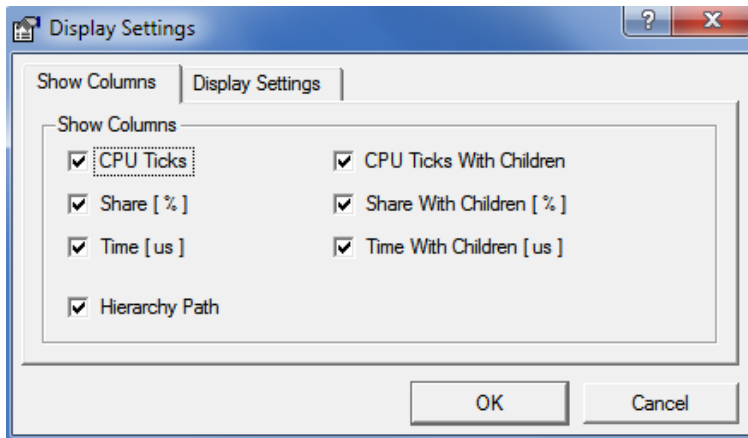 Display Settings
Show Columns Display Settings
Show Columns
CPU Ticks CPU Ticks With Children
Share [ % ] Share With Children [ % ]
Time [ us ] Time With Children [ us ]
Hierarchy Path
OK Cancel